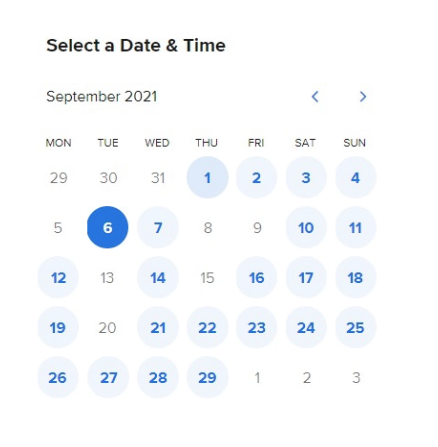 Select a Date & Time
September 2021
MON TUE WED THU FRI SAT SUN
29 30 31 1 2 3 4
5 6 7 8 9 10 11
12 13 14 15 16 17 18
19 20 21 22 23 24 25
26 27 28 29 1 2 3